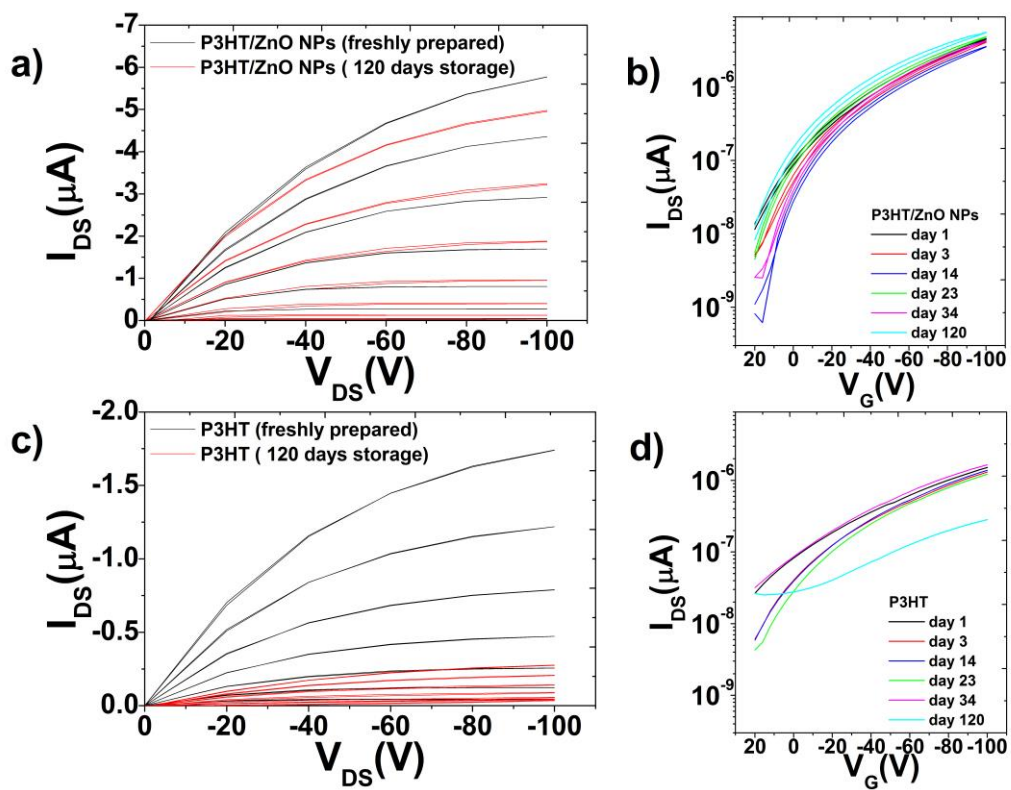 a)
-7
-6
-5
-4
-3
-2
-1
0
I_DS(μA)
P3HT/ZnO NPs (freshly prepared)
P3HT/ZnO NPs ( 120 days storage)
0 -20 -40 -60 -80 -100
V_DS(V)
b)
10^-6
10^-7
10^-8
10^-9
I_DS(μA)
P3HT/ZnO NPs
day 1
day 3
day 14
day 23
day 34
day 120
20 0 -20 -40 -60 -80 -100
V_G(V)
c)
-2.0
-1.5
-1.0
-0.5
0.0
I_DS(μA)
P3HT (freshly prepared)
P3HT ( 120 days storage)
0 -20 -40 -60 -80 -100
V_DS(V)
d)
10^-6
10^-7
10^-8
10^-9
I_DS(μA)
P3HT
day 1
day 3
day 14
day 23
day 34
day 120
20 0 -20 -40 -60 -80 -100
V_G(V)